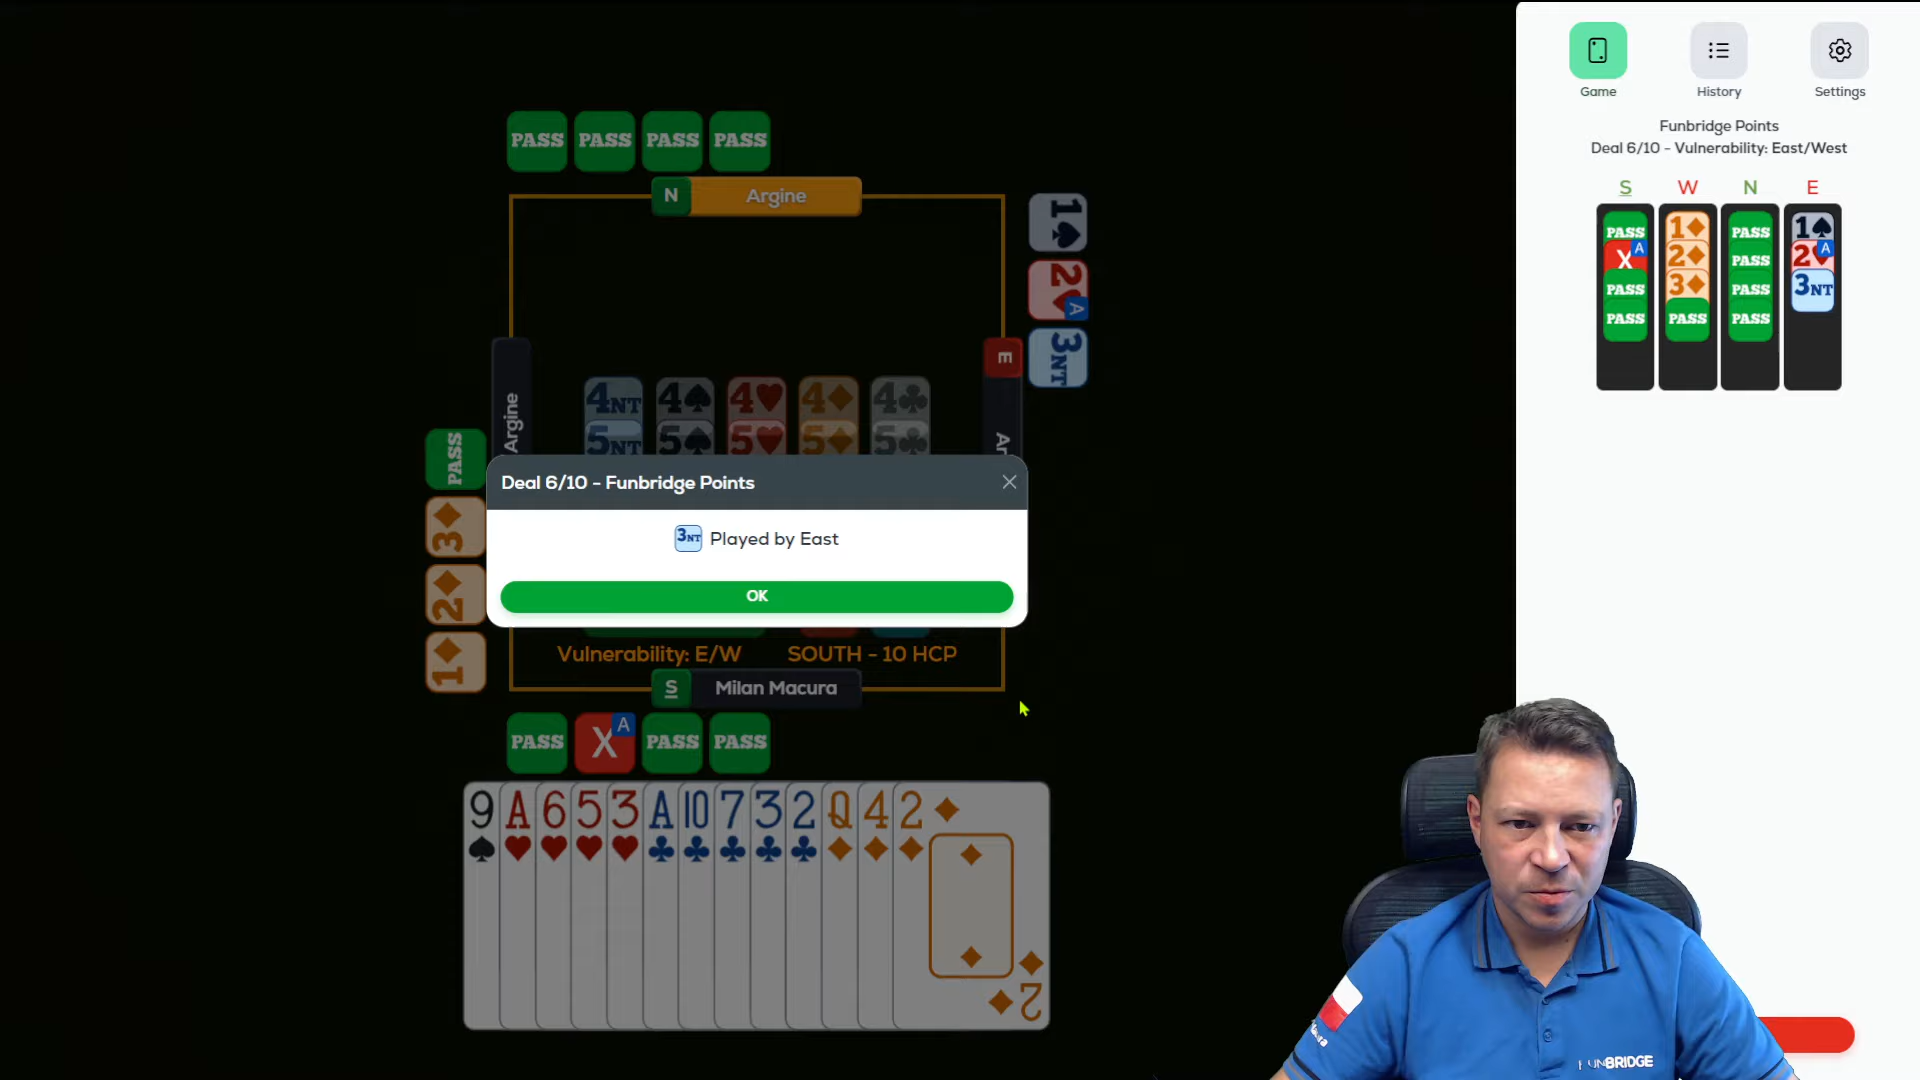 Game
History
Settings
Funbridge Points
Deal 6/10 - Vulnerability: East/West
S W N E
PASS 1♦ PASS 1♠
X A 2♦ PASS 2♥ A
PASS 3♦ PASS 3NT
PASS PASS PASS
PASS PASS PASS PASS
N Argine
1♠
2♥ A
3NT
E
Argine
Ar
PASS
3♦
2♦
1♦
4NT 4♠ 4♥ 4♦ 4♣
5NT 5♠ 5♥ 5♦ 5♣
Deal 6/10 - Funbridge Points
3NT Played by East
OK
Vulnerability: E/W SOUTH - 10 HCP
S Milan Macura
PASS X A PASS PASS
9 A 6 5 3 A 10 7 3 2 Q 4 2 ♦
♠ ♥ ♥ ♥ ♥ ♣ ♣ ♣ ♣ ♣ ♦ ♦ ♦
♦ 2
FUNBRIDGE